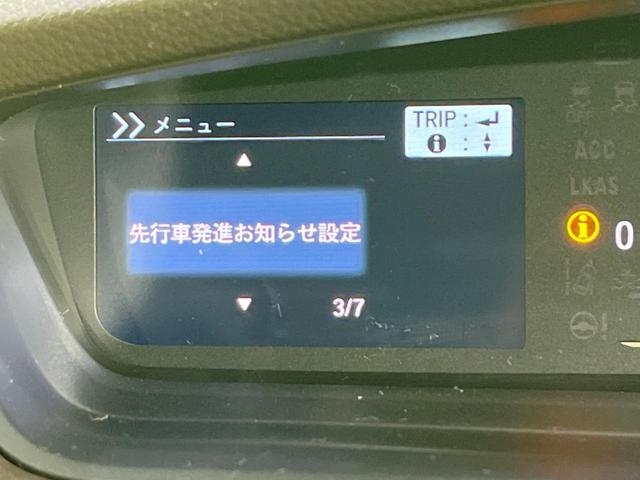 メニュー
TRIP :
i :
先行車発進お知らせ設定
3/7
ACC
LKAS
i 0
!